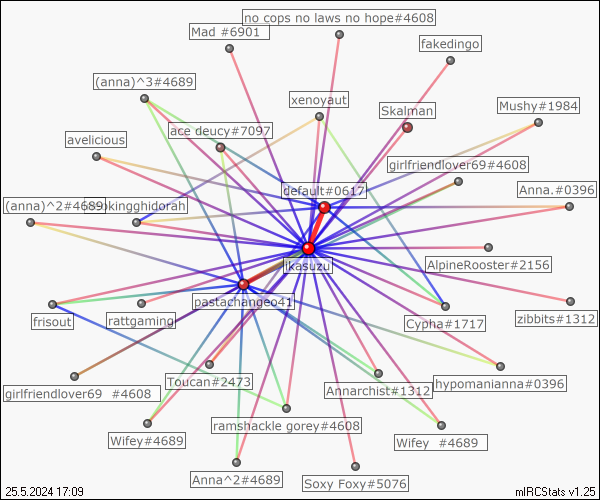 no cops no laws no hope#4608
Mad #6901
fakedingo
(anna)^3#4689
xenoyaut
Skalman
Mushy#1984
ace deucy#7097
avelicious
girlfriendlover69#4608
default#0617
Anna.#0396
(anna)^2#4689
kingghidorah
likasuzu
AlpineRooster#2156
pastachangeo41
frisout
rattgaming
Cypha#1717
zibbits#1312
Toucan#2473
Annarchist#1312
hypomanianna#0396
girlfriendlover69 #4608
ramshackle gorey#4608
Wifey#4689
Wifey #4689
Anna^2#4689
Soxy Foxy#5076
25.5.2024 17:09
mIRCStats v1.25